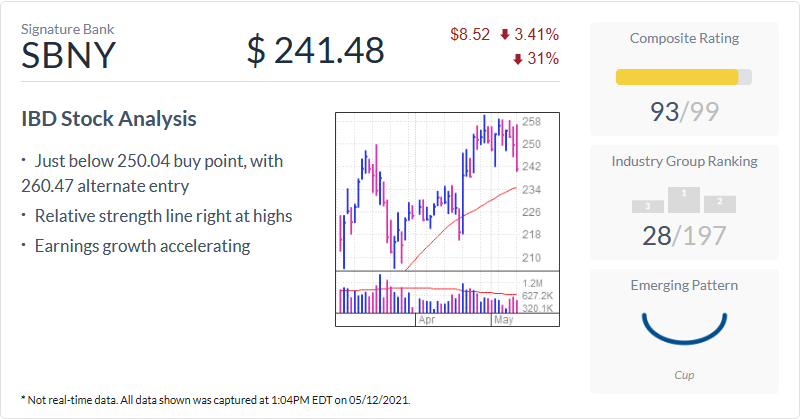 Signature Bank
SBNY
$ 241.48
$8.52 3.41%
31%
IBD Stock Analysis
· Just below 250.04 buy point, with
260.47 alternate entry
· Relative strength line right at highs
· Earnings growth accelerating
258
250
242
234
226
218
210
1.2M
627.2K
320.1K
Apr
May
Composite Rating
93/99
Industry Group Ranking
3
1
2
28/197
Emerging Pattern
Cup
* Not real-time data. All data shown was captured at 1:04PM EDT on 05/12/2021.